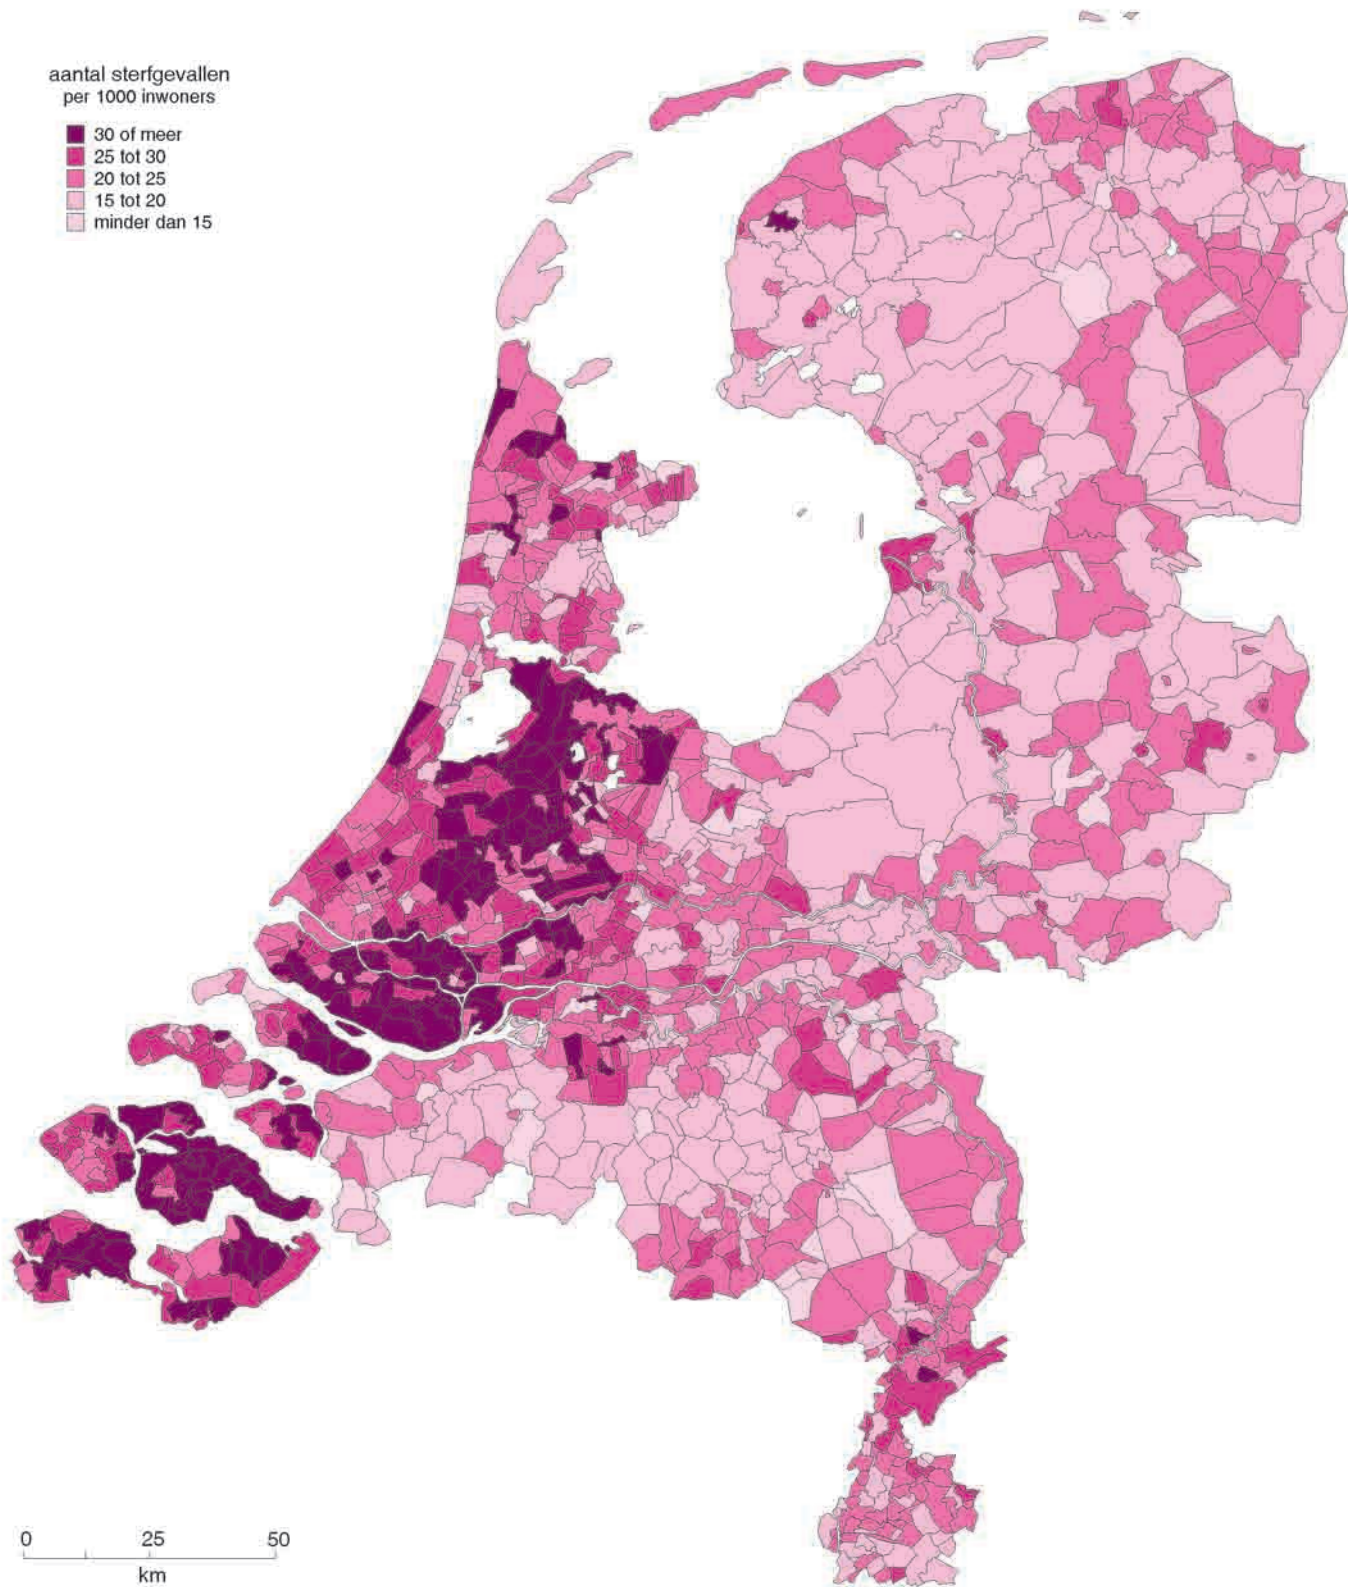 aantal sterfgevallen
per 1000 inwoners
30 of meer
25 tot 30
20 tot 25
15 tot 20
minder dan 15
0 25 50
km